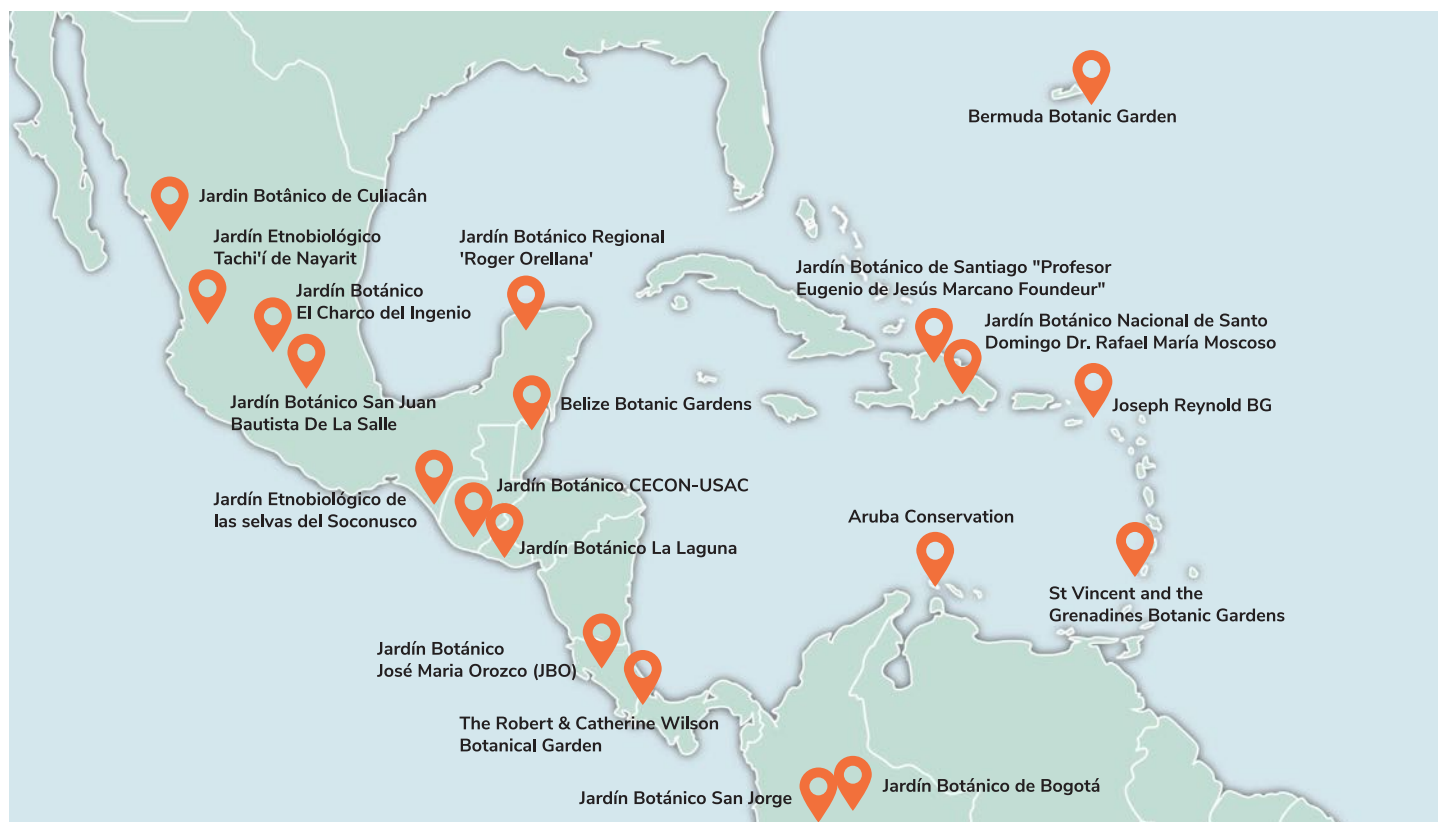 Bermuda Botanic Garden
Jardin Botânico de Culiacân
Jardín Etnobiológico
Tachi'í de Nayarit
Jardín Botánico Regional
'Roger Orellana'
Jardín Botánico
El Charco del Ingenio
Jardín Botánico de Santiago "Profesor
Eugenio de Jesús Marcano Foundeur"
Jardín Botánico Nacional de Santo
Domingo Dr. Rafael María Moscoso
Jardín Botánico San Juan
Bautista De La Salle
Belize Botanic Gardens
Joseph Reynold BG
Jardín Etnobiológico de
las selvas del Soconusco
Jardín Botánico CECON-USAC
Jardín Botánico La Laguna
Aruba Conservation
St Vincent and the
Grenadines Botanic Gardens
Jardín Botánico
José Maria Orozco (JBO)
The Robert & Catherine Wilson
Botanical Garden
Jardín Botánico San Jorge
Jardín Botánico de Bogotá